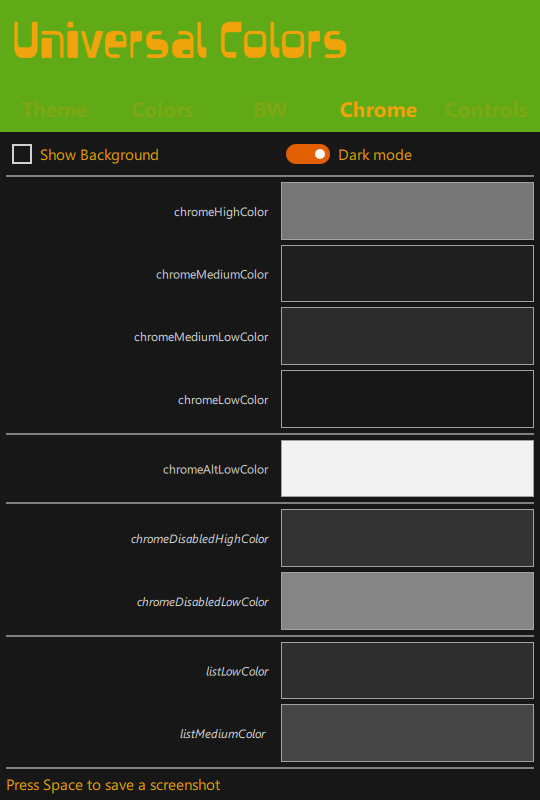 Universal Colors
Theme Colors BW Chrome Controls
Show Background Dark mode
chromeHighColor
chromeMediumColor
chromeMediumLowColor
chromeLowColor
chromeAltLowColor
chromeDisabledHighColor
chromeDisabledLowColor
listLowColor
listMediumColor
Press Space to save a screenshot